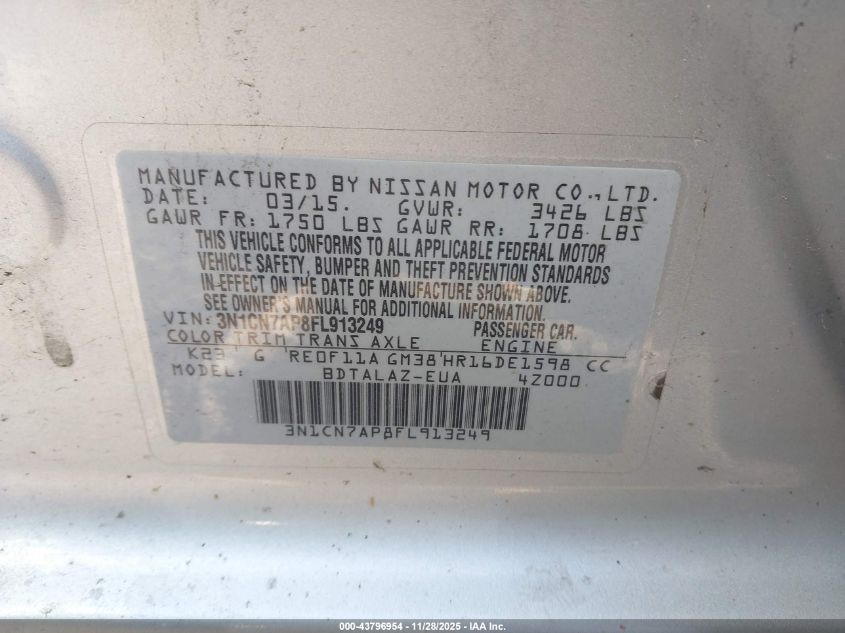 MANUFACTURED BY NISSAN MOTOR CO.,LTD.
DATE: 03/15. GVWR: 3426 LBS
GAWR FR: 1750 LBS GAWR RR: 1708 LBS
THIS VEHICLE CONFORMS TO ALL APPLICABLE FEDERAL MOTOR
VEHICLE SAFETY, BUMPER AND THEFT PREVENTION STANDARDS
IN EFFECT ON THE DATE OF MANUFACTURE SHOWN ABOVE.
SEE OWNER'S MANUAL FOR ADDITIONAL INFORMATION.
VIN: 3N1CN7AP8FL913249 PASSENGER CAR.
COLOR TRIM TRANS AXLE ENGINE
K23 G RE0F11A GM38 HR16DE1598 CC
MODEL: BDTALAZ-EUA 4Z000
3N1CN7AP8FL913249
000-43796954 - 11/28/2025 - IAA Inc.